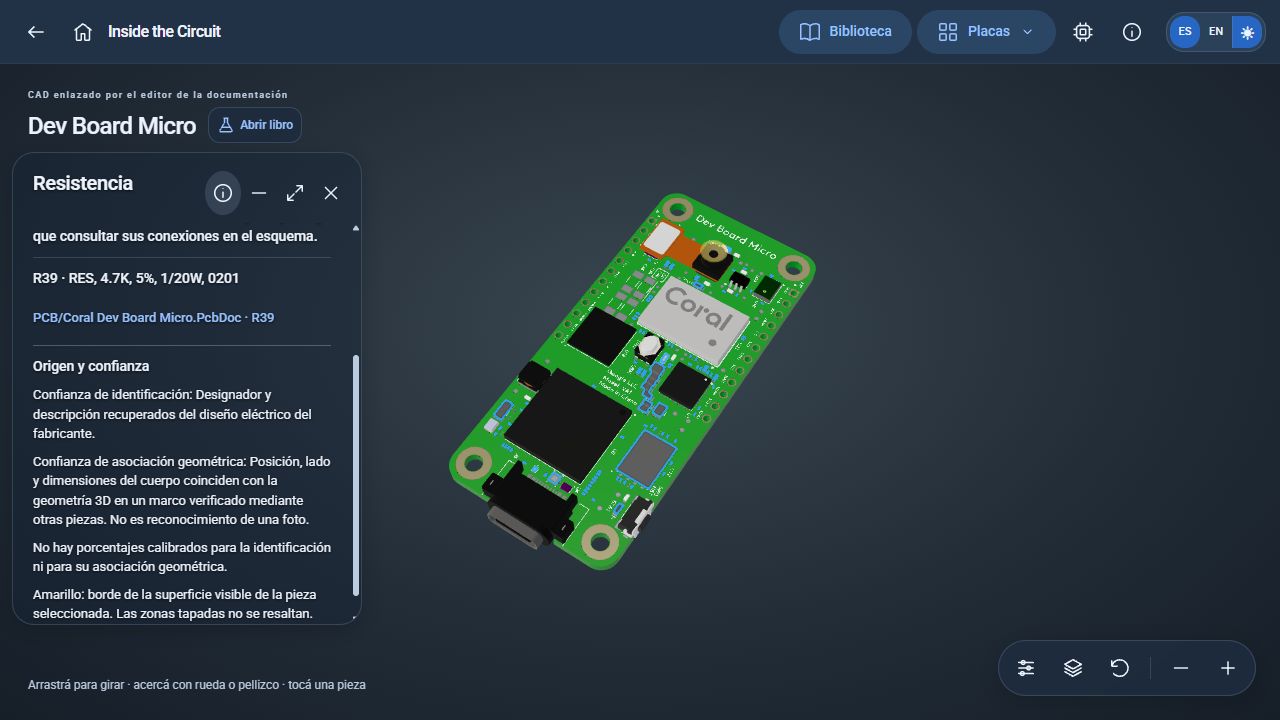 Inside the Circuit
Biblioteca
Placas
ES
EN
CAD enlazado por el editor de la documentación
Dev Board Micro
Abrir libro
Resistencia
que consultar sus conexiones en el esquema.
R39 · RES, 4.7K, 5%, 1/20W, 0201
PCB/Coral Dev Board Micro.PcbDoc · R39
Origen y confianza
Confianza de identificación: Designador y
descripción recuperados del diseño eléctrico del
fabricante.
Confianza de asociación geométrica: Posición, lado
y dimensiones del cuerpo coinciden con la
geometría 3D en un marco verificado mediante
otras piezas. No es reconocimiento de una foto.
No hay porcentajes calibrados para la identificación
ni para su asociación geométrica.
Amarillo: borde de la superficie visible de la pieza
seleccionada. Las zonas tapadas no se resaltan.
Dev Board Micro
Coral
Arrastrá para girar · acercá con rueda o pellizco · tocá una pieza